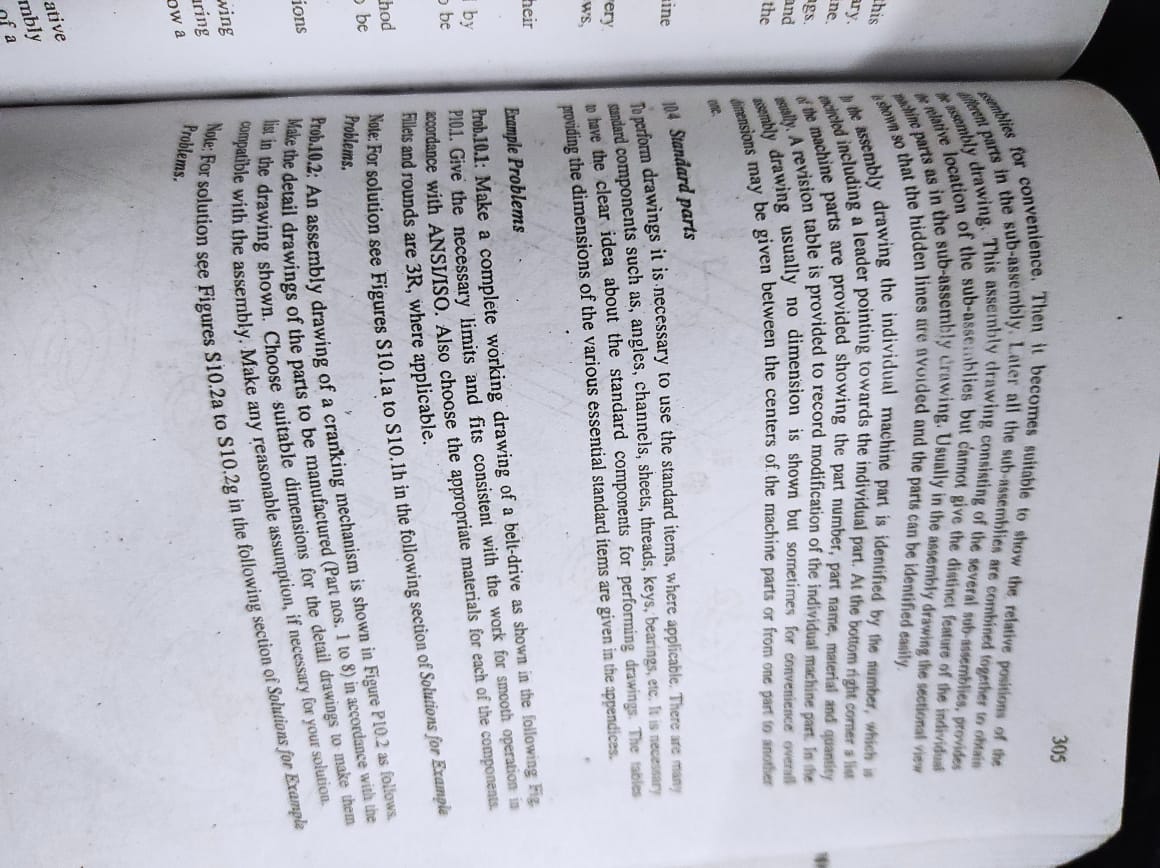 305
assemblies for convenience. Then it becomes suitable to show the relative positions of the
different parts in the sub-assembly. Later all the sub-assemblies are combined together to obtain
the assembly drawing. This assembly drawing consisting of the several sub-assemblies, provides
the relative location of the sub-assemblies but cannot give the distinct feature of the individual
machine parts as in the sub-assembly drawing. Usually in the assembly drawing the sectional view
is shown so that the hidden lines are avoided and the parts can be identified easily.
In the assembly drawing the individual machine part is identified by the number, which is
encircled including a leader pointing towards the individual part. At the bottom right corner a list
of the machine parts are provided showing the part number, part name, material and quantity
usually. A revision table is provided to record modification of the individual machine part. In the
assembly drawing usually no dimension is shown but sometimes for convenience overall
dimensions may be given between the centers of the machine parts or from one part to another
one.
10.4 Standard parts
To perform drawings it is necessary to use the standard items, where applicable. There are many
standard components such as, angles, channels, sheets, threads, keys, bearings, etc. It is necessary
to have the clear idea about the standard components for performing drawings. The tables
providing the dimensions of the various essential standard items are given in the appendices.
Example Problems
Prob.10.1: Make a complete working drawing of a belt-drive as shown in the following Fig.
P10.1. Give the necessary limits and fits consistent with the work for smooth operation in
accordance with ANSI/ISO. Also choose the appropriate materials for each of the components.
Fillets and rounds are 3R, where applicable.
Note: For solution see Figures S10.1a to S10.1h in the following section of Solutions for Example
Problems.
Prob.10.2: An assembly drawing of a cranking mechanism is shown in Figure P10.2 as follows.
Make the detail drawings of the parts to be manufactured (Part nos. 1 to 8) in accordance with the
list in the drawing shown. Choose suitable dimensions for the detail drawings to make them
compatible with the assembly. Make any reasonable assumption, if necessary for your solution.
Note: For solution see Figures S10.2a to S10.2g in the following section of Solutions for Example
Problems.